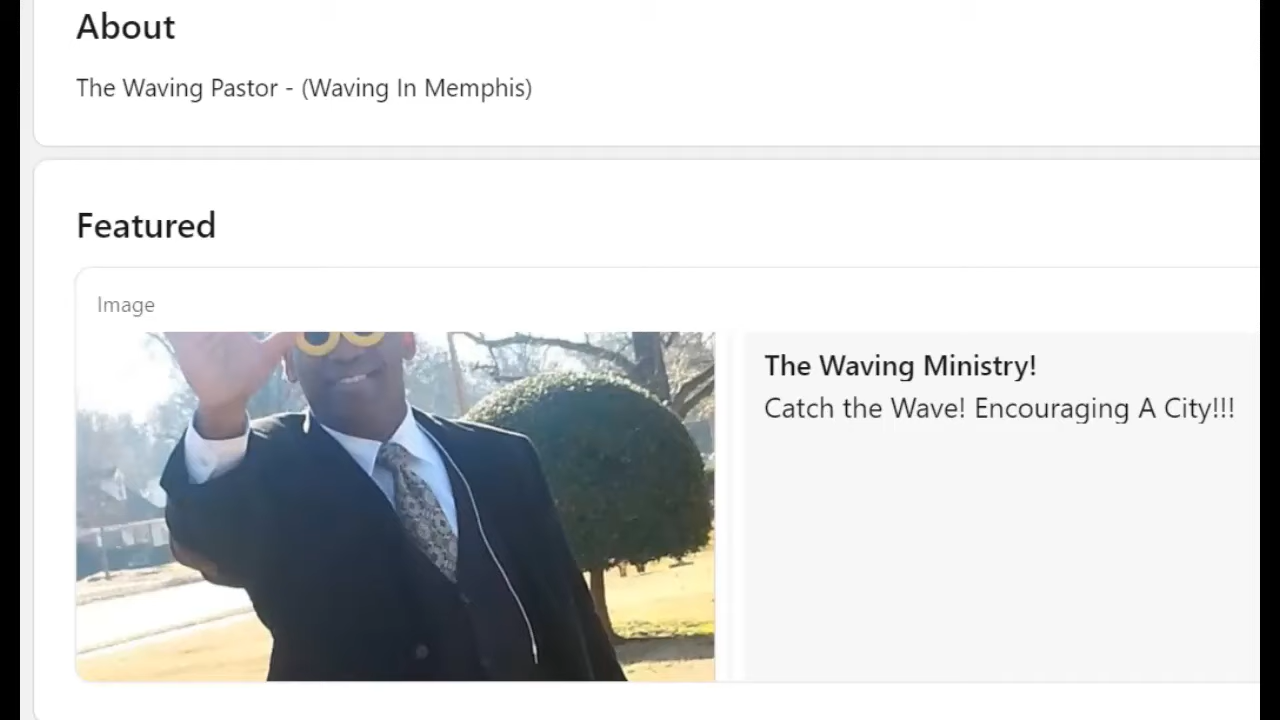 About
The Waving Pastor - (Waving In Memphis)
Featured
Image
The Waving Ministry!
Catch the Wave! Encouraging A City!!!